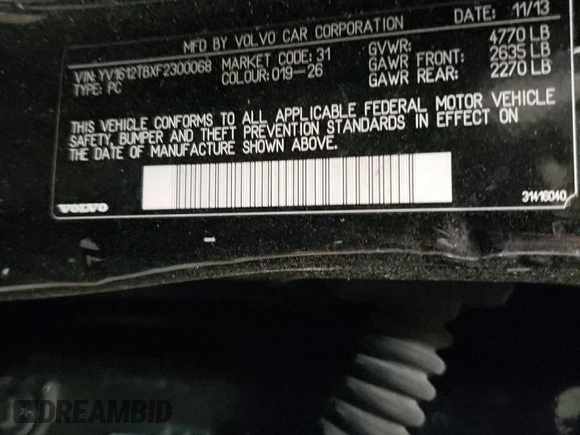 MFD BY VOLVO CAR CORPORATION DATE: 11/13
VIN: YV1612TBXF2300068 MARKET CODE: 31 GVWR: 4770 LB
TYPE: PC COLOUR: 019-26 GAWR FRONT: 2635 LB
GAWR REAR: 2270 LB
THIS VEHICLE CONFORMS TO ALL APPLICABLE FEDERAL MOTOR VEHICLE
SAFETY, BUMPER AND THEFT PREVENTION STANDARDS IN EFFECT ON
THE DATE OF MANUFACTURE SHOWN ABOVE.
VOLVO 31416040
DREAMBID